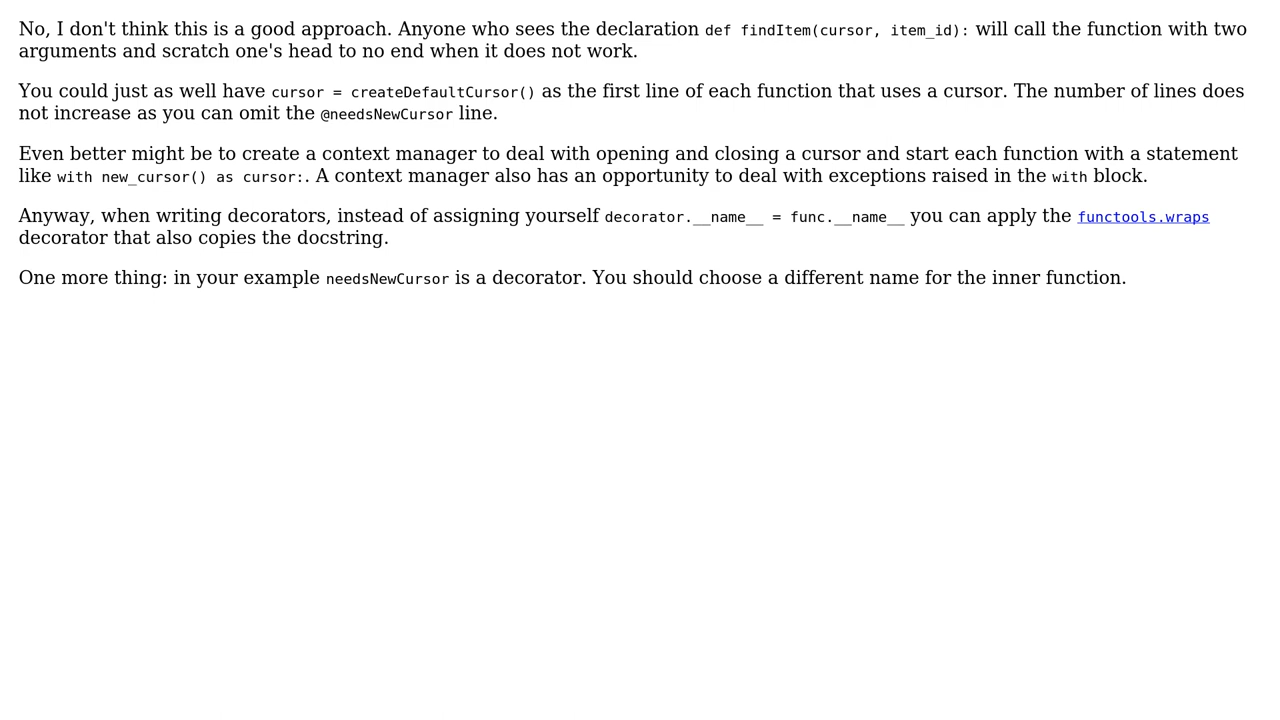 No, I don't think this is a good approach. Anyone who sees the declaration def findItem(cursor, item_id): will call the function with two
arguments and scratch one's head to no end when it does not work.
You could just as well have cursor = createDefaultCursor() as the first line of each function that uses a cursor. The number of lines does
not increase as you can omit the @needsNewCursor line.
Even better might be to create a context manager to deal with opening and closing a cursor and start each function with a statement
like with new_cursor() as cursor:. A context manager also has an opportunity to deal with exceptions raised in the with block.
Anyway, when writing decorators, instead of assigning yourself decorator.__name__ = func.__name__ you can apply the functools.wraps
decorator that also copies the docstring.
One more thing: in your example needsNewCursor is a decorator. You should choose a different name for the inner function.